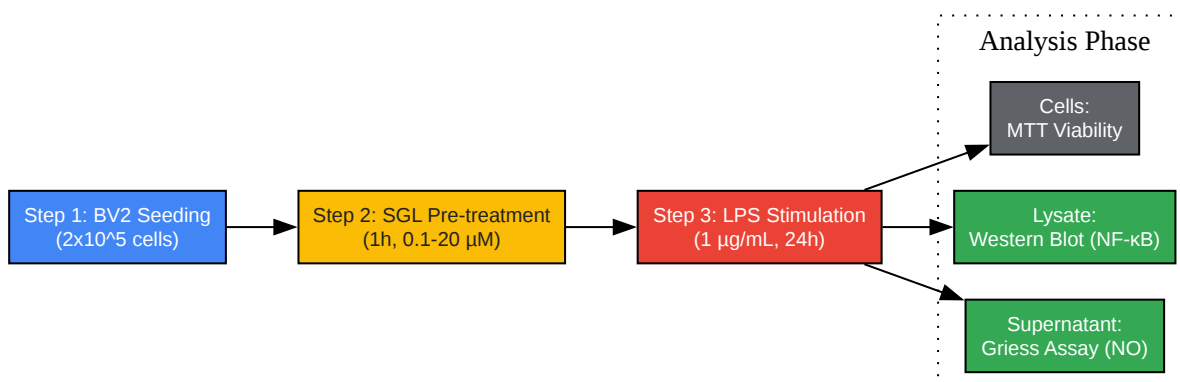 Analysis Phase
Cells:
MTT Viability
Step 1: BV2 Seeding
(2x10^5 cells)
Step 2: SGL Pre-treatment
(1h, 0.1-20 µM)
Step 3: LPS Stimulation
(1 µg/mL, 24h)
Lysate:
Western Blot (NF-κB)
Supernatant:
Griess Assay (NO)